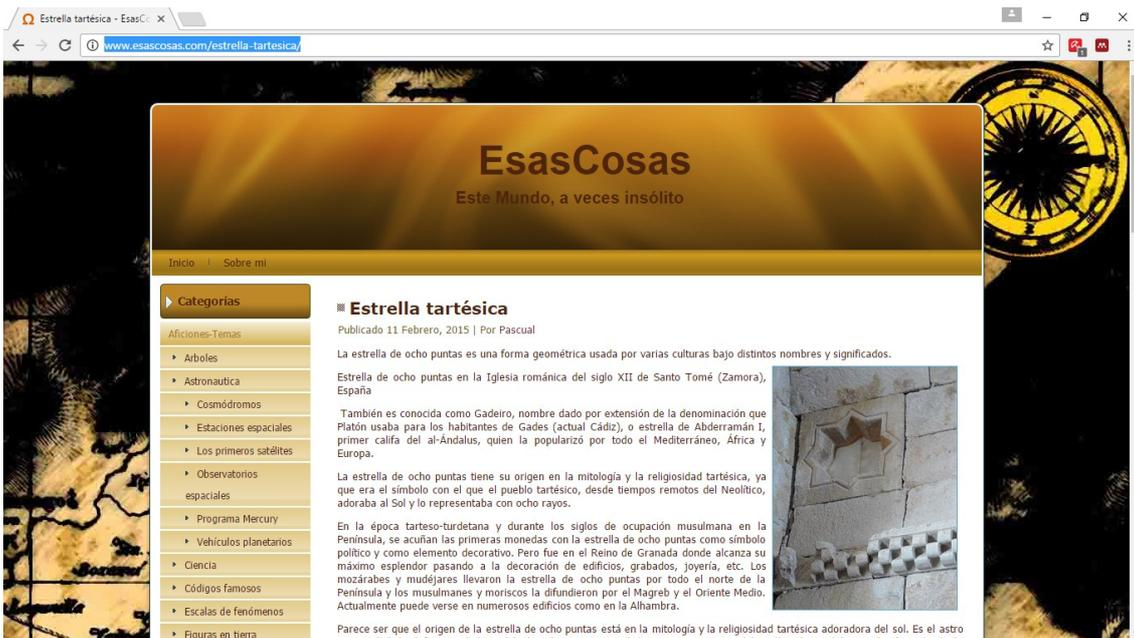 Estrella tartésica - EsasCo
www.esascosas.com/estrella-tartesica/
1
EsasCosas
Este Mundo, a veces insólito
Inicio | Sobre mi
Categorías
Aficiones-Temas
Arboles
Astronautica
Cosmódromos
Estaciones espaciales
Los primeros satélites
Observatorios
espaciales
Programa Mercury
Vehículos planetarios
Ciencia
Códigos famosos
Escalas de fenómenos
Figuras en tierra
Estrella tartésica
Publicado 11 Febrero, 2015 | Por Pascual
La estrella de ocho puntas es una forma geométrica usada por varias culturas bajo distintos nombres y significados.
Estrella de ocho puntas en la Iglesia románica del siglo XII de Santo Tomé (Zamora),
España
También es conocida como Gadeiro, nombre dado por extensión de la denominación que
Platón usaba para los habitantes de Gades (actual Cádiz), o estrella de Abderramán I,
primer califa del al-Ándalus, quien la popularizó por todo el Mediterráneo, África y
Europa.
La estrella de ocho puntas tiene su origen en la mitología y la religiosidad tartésica, ya
que era el símbolo con el que el pueblo tartésico, desde tiempos remotos del Neolítico,
adoraba al Sol y lo representaba con ocho rayos.
En la época tarteso-turdetana y durante los siglos de ocupación musulmana en la
Península, se acuñan las primeras monedas con la estrella de ocho puntas como símbolo
político y como elemento decorativo. Pero fue en el Reino de Granada donde alcanza su
máximo esplendor pasando a la decoración de edificios, grabados, joyería, etc. Los
mozárabes y mudéjares llevaron la estrella de ocho puntas por todo el norte de la
Península y los musulmanes y moriscos la difundieron por el Magreb y el Oriente Medio.
Actualmente puede verse en numerosos edificios como en la Alhambra.
Parece ser que el origen de la estrella de ocho puntas está en la mitología y la religiosidad tartésica adoradora del sol. Es el astro